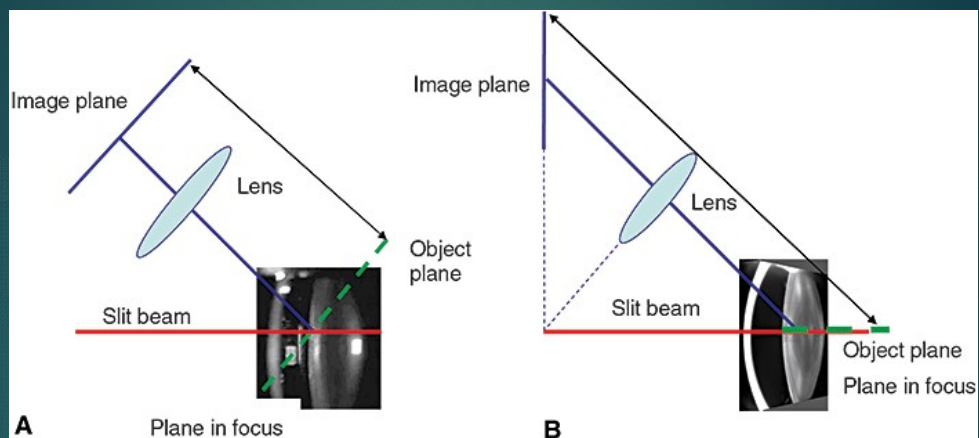 Image plane
Lens
Object
plane
Slit beam
A
Plane in focus
Image plane
Lens
Slit beam
Object plane
Plane in focus
B